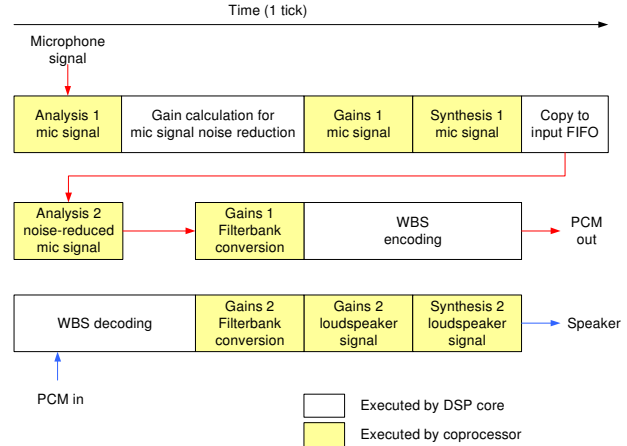 Time (1 tick)
Microphone
signal
Analysis 1
mic signal
Gain calculation for
mic signal noise reduction
Gains 1
mic signal
Synthesis 1
mic signal
Copy to
input FIFO
Analysis 2
noise-reduced
mic signal
Gains 1
Filterbank
conversion
WBS
encoding
PCM
out
WBS decoding
Gains 2
Filterbank
conversion
Gains 2
loudspeaker
signal
Synthesis 2
loudspeaker
signal
Speaker
PCM in
Executed by DSP core
Executed by coprocessor